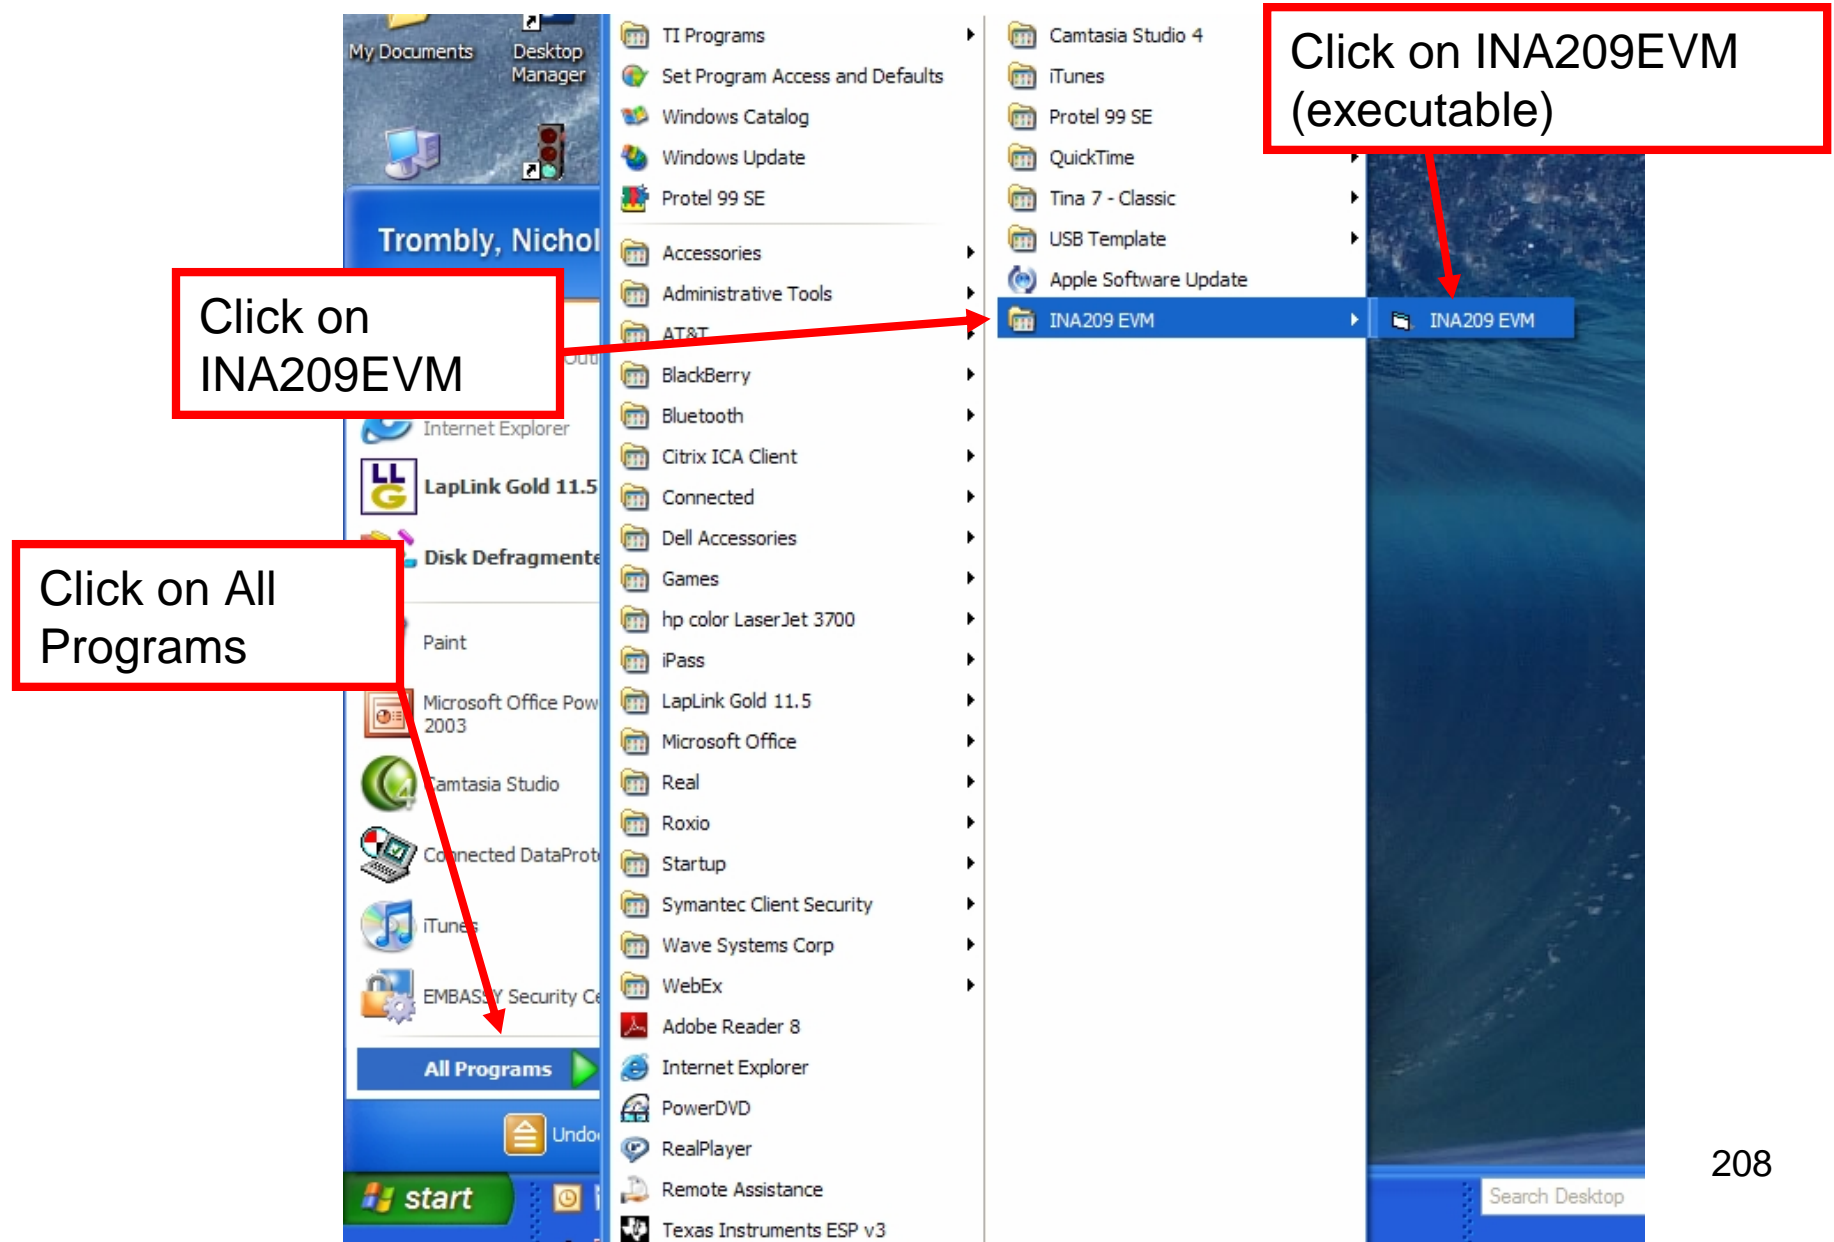 My Documents
Desktop
Manager
Trombly, Nichol
Internet Explorer
LapLink Gold 11.5
Disk Defragmente
Paint
Microsoft Office Pow
2003
Camtasia Studio
Connected DataProte
iTunes
EMBASSY Security Ce
All Programs
start
TI Programs
Set Program Access and Defaults
Windows Catalog
Windows Update
Protel 99 SE
Accessories
Administrative Tools
AT&T
BlackBerry
Bluetooth
Citrix ICA Client
Connected
Dell Accessories
Games
hp color LaserJet 3700
iPass
LapLink Gold 11.5
Microsoft Office
Real
Roxio
Startup
Symantec Client Security
Wave Systems Corp
WebEx
Adobe Reader 8
Internet Explorer
PowerDVD
RealPlayer
Remote Assistance
Texas Instruments ESP v3
Camtasia Studio 4
iTunes
Protel 99 SE
QuickTime
Tina 7 - Classic
USB Template
Apple Software Update
INA209 EVM
INA209 EVM
Click on INA209EVM
(executable)
Click on
INA209EVM
Click on All
Programs
Search Desktop
208